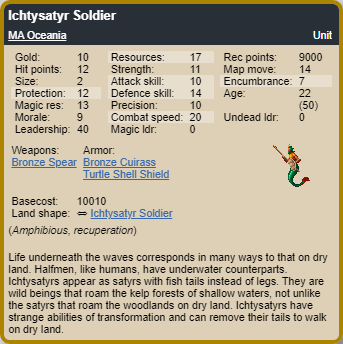 Ichtysatyr Soldier
MA Oceania Unit
Gold: 10 Resources: 17 Rec points: 9000
Hit points: 12 Strength: 11 Map move: 14
Size: 2 Attack skill: 10 Encumbrance: 7
Protection: 12 Defence skill: 14 Age: 22
Magic res: 13 Precision: 10 (50)
Morale: 9 Combat speed: 20 Undead ldr: 0
Leadership: 40 Magic ldr: 0
Weapons: Armor:
Bronze Spear Bronze Cuirass
Turtle Shell Shield
Basecost: 10010
Land shape: ⇔ Ichtysatyr Soldier
(Amphibious, recuperation)
Life underneath the waves corresponds in many ways to that on dry
land. Halfmen, like humans, have underwater counterparts.
Ichtysatyrs appear as satyrs with fish tails instead of legs. They are
wild beings that roam the kelp forests of shallow waters, not unlike
the satyrs that roam the woodlands on dry land. Ichtysatyrs have
strange abilities of transformation and can remove their tails to walk
on dry land.